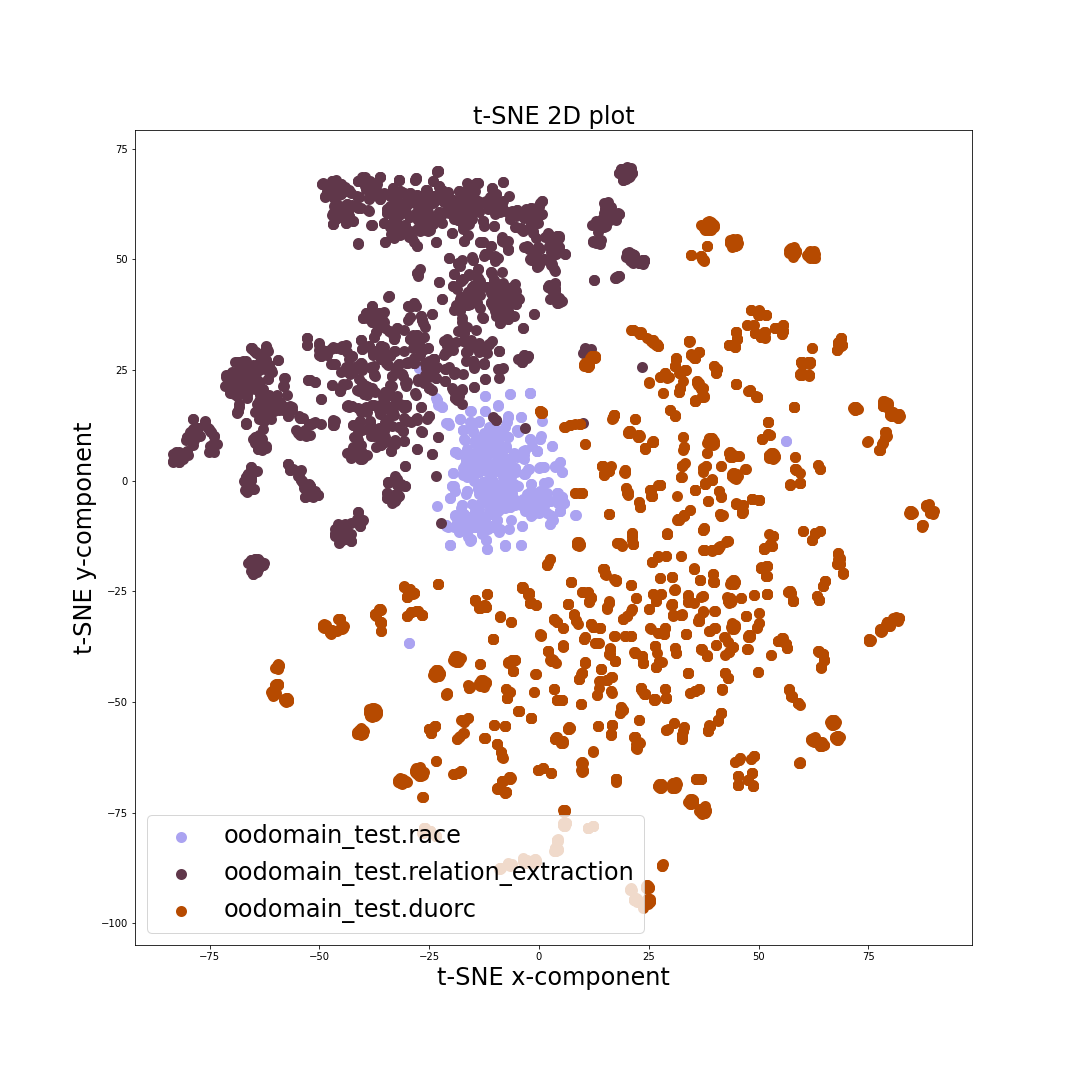 t-SNE 2D plot
75
50
25
0
−25
−50
−75
−100
t-SNE y-component
oodomain_test.race
oodomain_test.relation_extraction
oodomain_test.duorc
−75
−50
−25
0
25
50
75
t-SNE x-component